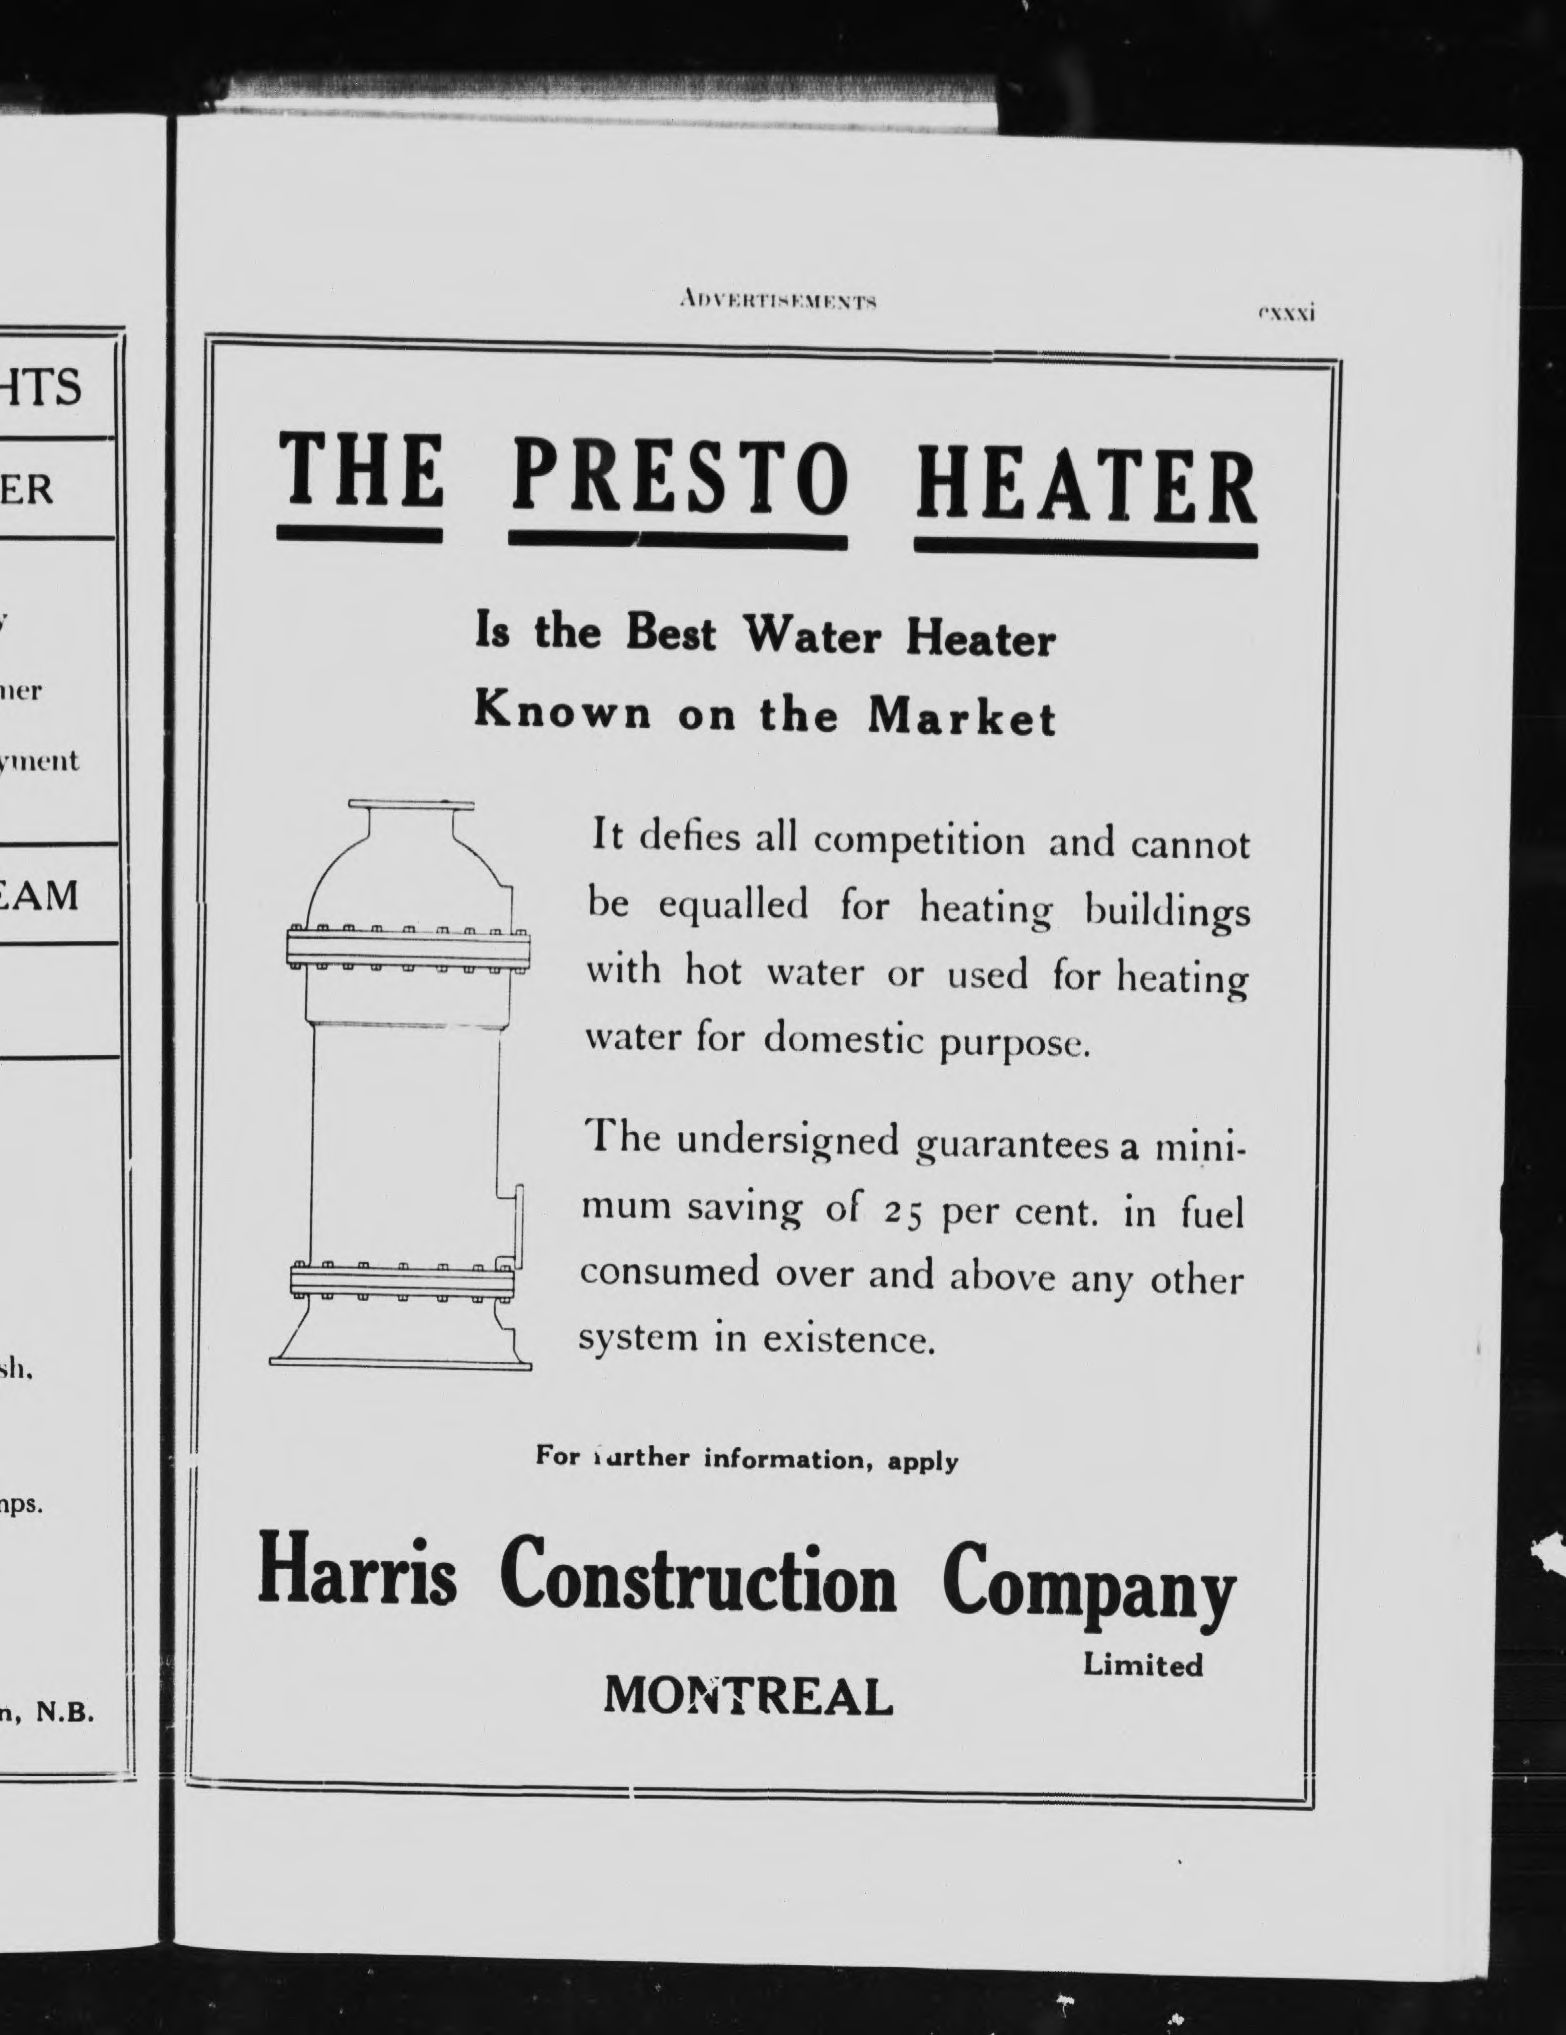 HTS
ER
ner
yment
EAM
sh,
mps.
n, N.B.
ADVERTISEMENTS
cxxxi
THE PRESTO HEATER
Is the Best Water Heater
Known on the Market
It defies all competition and cannot
be equalled for heating buildings
with hot water or used for heating
water for domestic purpose.
The undersigned guarantees a mini-
mum saving of 25 per cent. in fuel
consumed over and above any other
system in existence.
For further information, apply
Harris Construction Company
Limited
MONTREAL